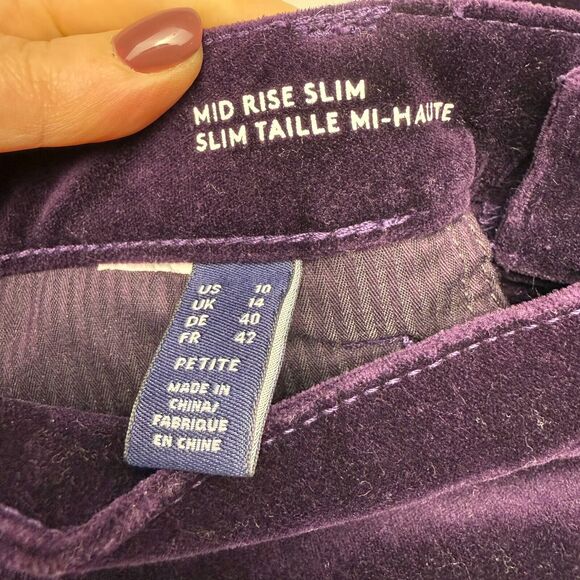 MID RISE SLIM
SLIM TAILLE MI-HAUTE
US 10
UK 14
DE 40
FR 42
PETITE
MADE IN
CHINA/
FABRIQUE
EN CHINE